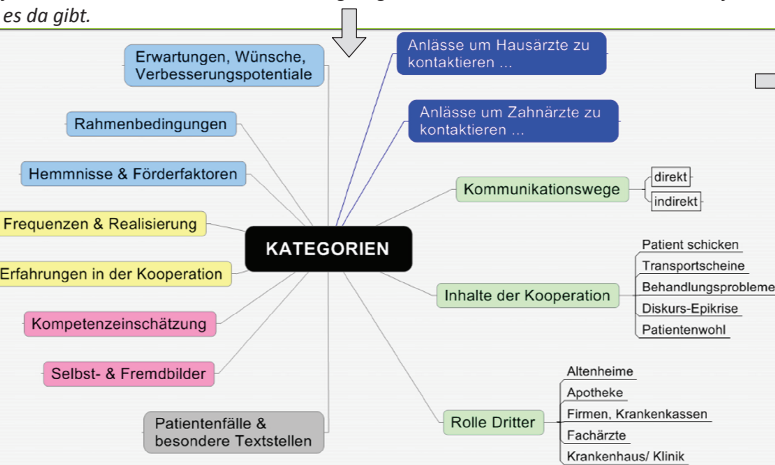 es da gibt.
Erwartungen, Wünsche,
Verbesserungspotentiale
Rahmenbedingungen
Hemmnisse & Förderfaktoren
Frequenzen & Realisierung
Erfahrungen in der Kooperation
Kompetenzeinschätzung
Selbst- & Fremdbilder
Patientenfälle &
besondere Textstellen
KATEGORIEN
Anlässe um Hausärzte zu
kontaktieren ...
Anlässe um Zahnärzte zu
kontaktieren ...
Kommunikationswege
direkt
indirekt
Inhalte der Kooperation
Patient schicken
Transportscheine
Behandlungsprobleme
Diskurs-Epikrise
Patientenwohl
Rolle Dritter
Altenheime
Apotheke
Firmen, Krankenkassen
Fachärzte
Krankenhaus/ Klinik